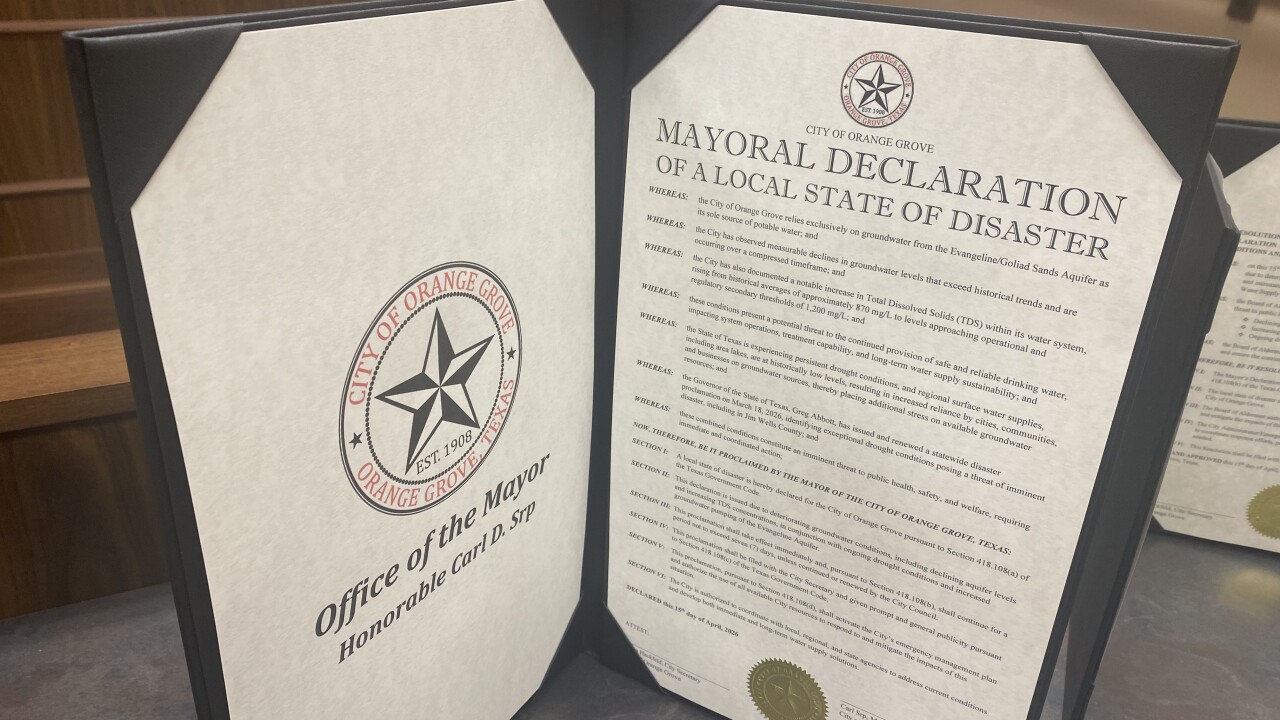 CITY OF ORANGE GROVE
EST. 1908
ORANGE GROVE, TEXAS
Office of the Mayor
Honorable Carl D. Srp
CITY OF ORANGE GROVE
EST. 1908
ORANGE GROVE, TEXAS
CITY OF ORANGE GROVE
MAYORAL DECLARATION
OF A LOCAL STATE OF DISASTER
WHEREAS: the City of Orange Grove relies exclusively on groundwater from the Evangeline/Goliad Sands Aquifer as
its sole source of potable water; and
WHEREAS: the City has observed measurable declines in groundwater levels that exceed historical trends and are
occurring over a compressed timeframe; and
WHEREAS: the City has also documented a notable increase in Total Dissolved Solids (TDS) within its water system,
rising from historical averages of approximately 870 mg/L to levels approaching operational and
regulatory secondary thresholds of 1,200 mg/L; and
WHEREAS: these conditions present a potential threat to the continued provision of safe and reliable drinking water,
impacting system operations, treatment capability, and long-term water supply sustainability; and
WHEREAS: the State of Texas is experiencing persistent drought conditions, and regional surface water supplies,
including area lakes, are at historically low levels, resulting in increased reliance by cities, communities,
and businesses on groundwater sources, thereby placing additional stress on available groundwater
resources; and
WHEREAS: the Governor of the State of Texas, Greg Abbott, has issued and renewed a statewide disaster
proclamation on March 18, 2026, identifying exceptional drought conditions posing a threat of imminent
disaster, including in Jim Wells County; and
WHEREAS: these combined conditions constitute an imminent threat to public health, safety, and welfare, requiring
immediate and coordinated action;
NOW, THEREFORE, BE IT PROCLAIMED BY THE MAYOR OF THE CITY OF ORANGE GROVE, TEXAS:
SECTION I: A local state of disaster is hereby declared for the City of Orange Grove pursuant to Section 418.108(a) of
the Texas Government Code.
SECTION II: This declaration is issued due to deteriorating groundwater conditions, including declining aquifer levels
and increasing TDS concentrations, in conjunction with ongoing drought conditions and increased
groundwater pumping of the Evangeline Aquifer.
SECTION III: This proclamation shall take effect immediately and, pursuant to Section 418.108(b), shall continue for a
period not to exceed seven (7) days, unless continued or renewed by the City Council.
SECTION IV: This proclamation shall be filed with the City Secretary and given prompt and general publicity pursuant
to Section 418.108(c) of the Texas Government Code.
SECTION V: This proclamation, pursuant to Section 418.108(d), shall activate the City's emergency management plan
and authorize the use of all available City resources to respond to and mitigate the impacts of this
situation.
SECTION VI: The City is authorized to coordinate with local, regional, and state agencies to address current conditions
and develop both immediate and long-term water supply solutions.
DECLARED this 15th day of April, 2026
ATTEST:
City Secretary
Carl Srp,